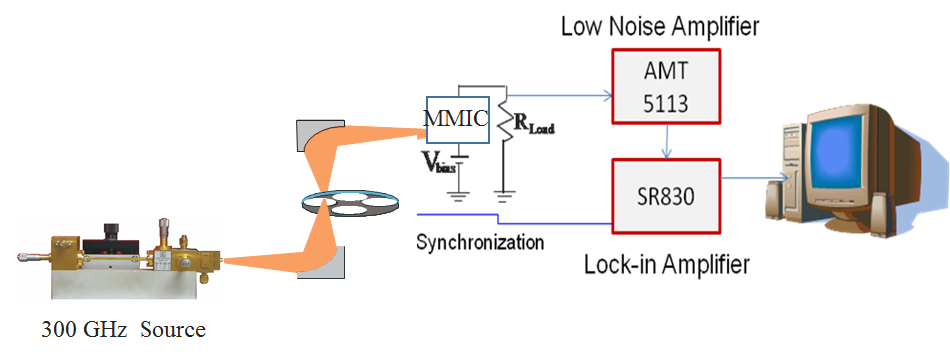 Low Noise Amplifier
AMT
5113
MMIC
RLoad
Vbias
SR830
Synchronization
Lock-in Amplifier
300 GHz Source